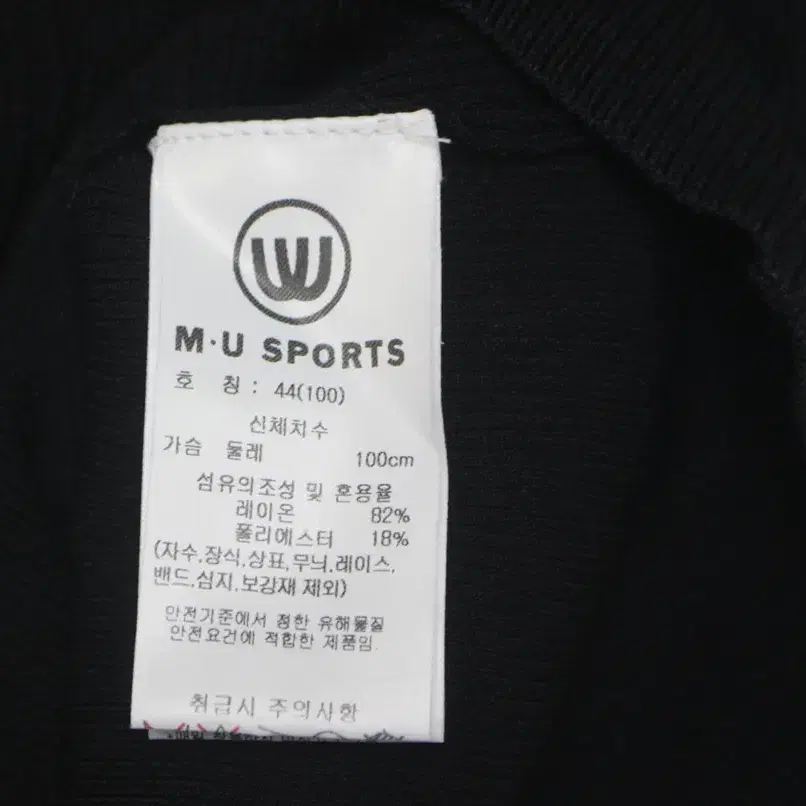 M·U SPORTS
호 칭 : 44(100)
신체치수
가슴 둘레 100cm
섬유의조성 및 혼용율
레이온 82%
폴리에스터 18%
(자수.장식.상표.무늬.레이스.
밴드.심지.보강재 제외)
안전기준에서 정한 유해물질
안전요건에 적합한 제품임.
취급시 주의사항